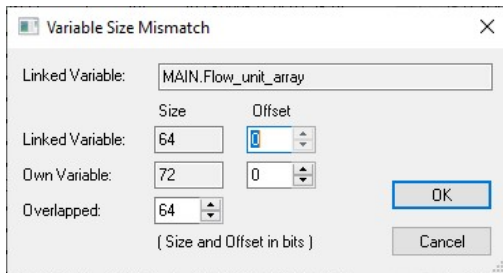 Variable Size Mismatch
Linked Variable: MAIN.Flow_unit_array
Size Offset
Linked Variable: 64 0
Own Variable: 72 0
Overlapped: 64
OK
( Size and Offset in bits ) Cancel